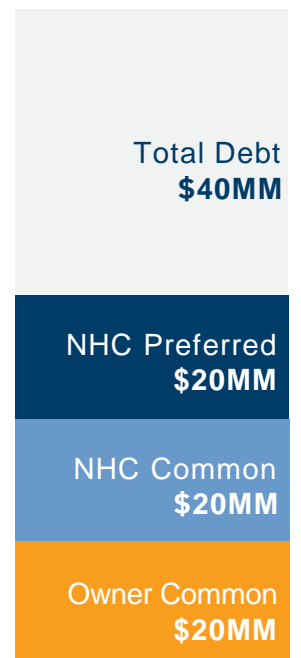 Total Debt
$40MM
NHC Preferred
$20MM
NHC Common
$20MM
Owner Common
$20MM